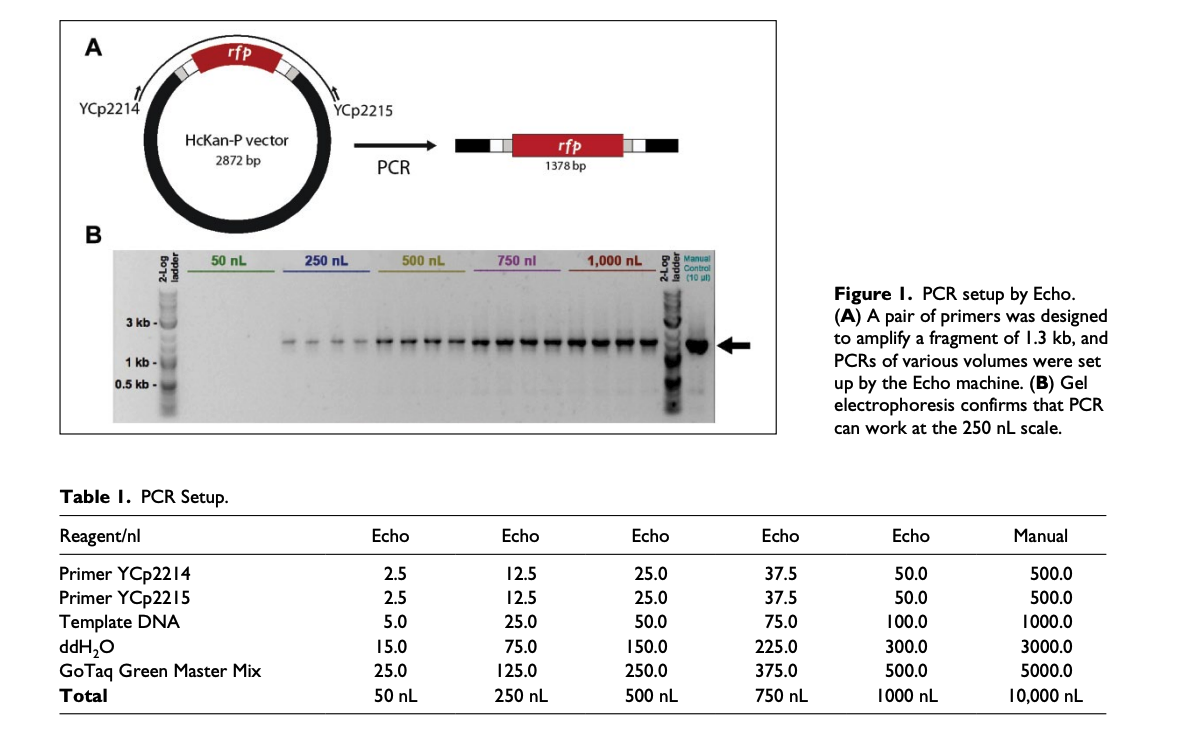 A
rfp
YCp2214
YCp2215
HcKan-P vector
2872 bp
PCR
rfp
1378 bp
B
2-Log ladder
50 nL
250 nL
500 nL
750 nl
1,000 nL
2-Log ladder
Manual
Control
(10 µl)
3 kb -
1 kb -
0.5 kb -
Figure 1. PCR setup by Echo.
(A) A pair of primers was designed
to amplify a fragment of 1.3 kb, and
PCRs of various volumes were set
up by the Echo machine. (B) Gel
electrophoresis confirms that PCR
can work at the 250 nL scale.
Table 1. PCR Setup.
Reagent/nl Echo Echo Echo Echo Echo Manual
Primer YCp2214 2.5 12.5 25.0 37.5 50.0 500.0
Primer YCp2215 2.5 12.5 25.0 37.5 50.0 500.0
Template DNA 5.0 25.0 50.0 75.0 100.0 1000.0
ddH₂O 15.0 75.0 150.0 225.0 300.0 3000.0
GoTaq Green Master Mix 25.0 125.0 250.0 375.0 500.0 5000.0
Total 50 nL 250 nL 500 nL 750 nL 1000 nL 10,000 nL